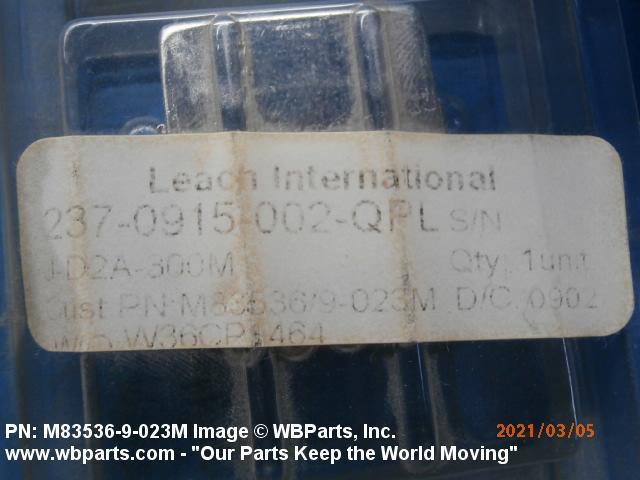 Leach International
237-0915-002-QPL S/N
J-D2A-300M Qty: 1unit
Cust PN:M83536/9-023M D/C: 0902
PN: M83536-9-023M Image © WBParts, Inc. 2021/03/05
www.wbparts.com - "Our Parts Keep the World Moving"